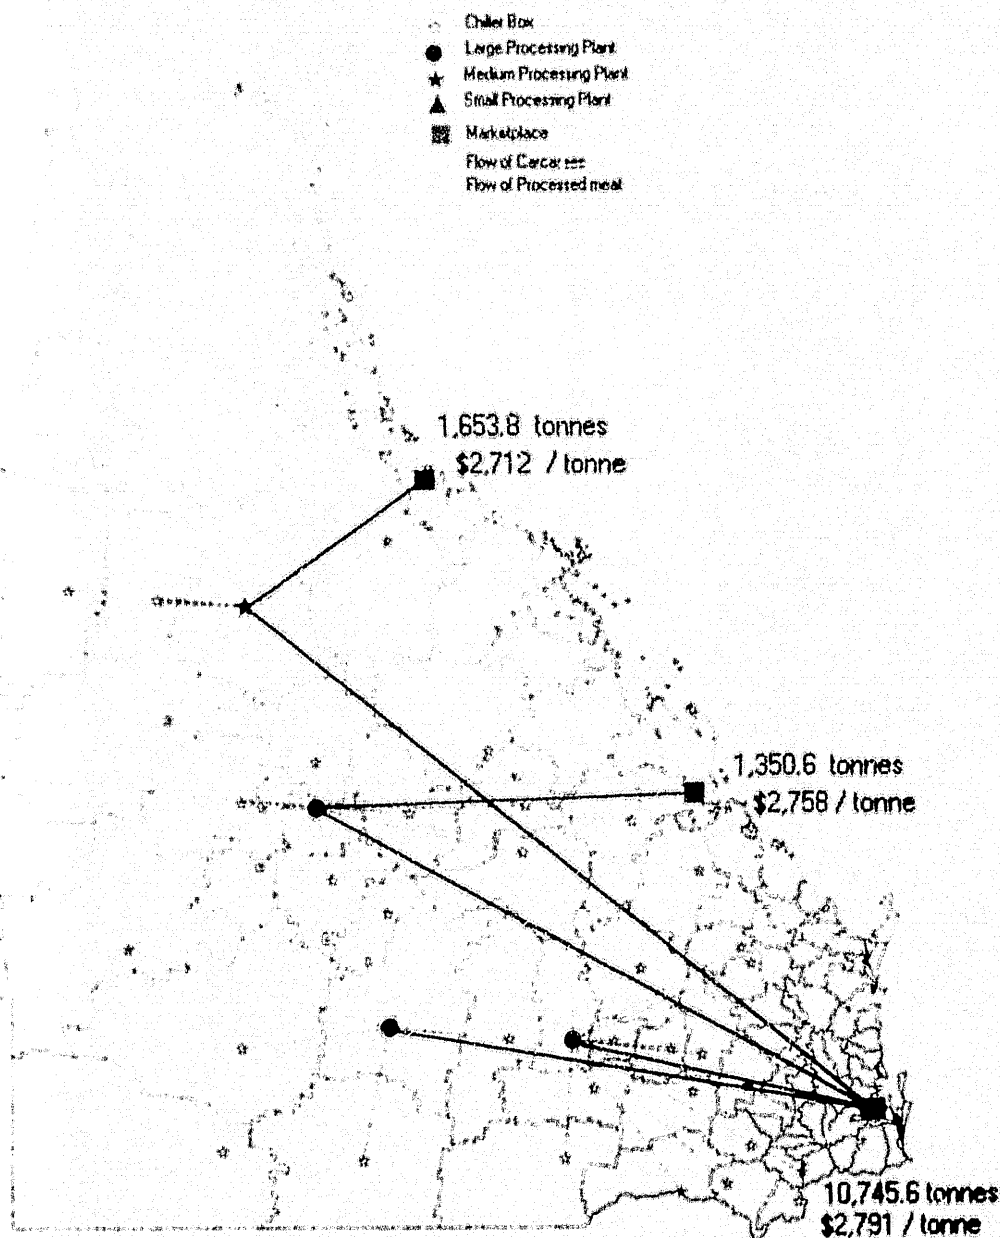 Chiller Box
Large Processing Plant
Medium Processing Plant
Small Processing Plant
Marketplace
Flow of Carcasses
Flow of Processed meat
1,653.8 tonnes
$2,712 / tonne
1,350.6 tonnes
$2,758 / tonne
10,745.6 tonnes
$2,791 / tonne